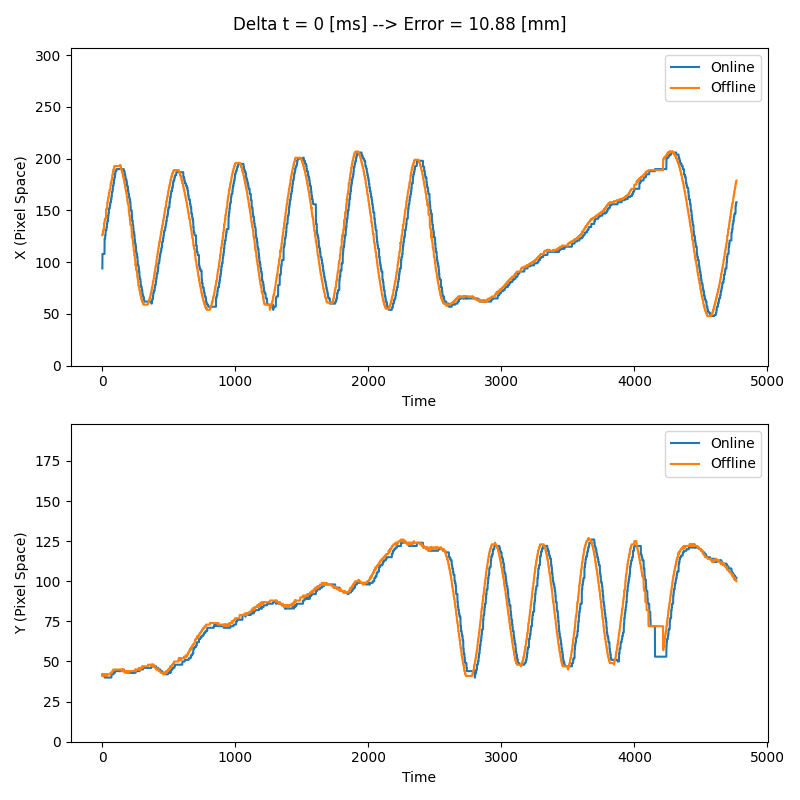 Delta t = 0 [ms] --> Error = 10.88 [mm]
300
250
200
150
100
50
0
X (Pixel Space)
Online
Offline
0 1000 2000 3000 4000 5000
Time
175
150
125
100
75
50
25
0
Y (Pixel Space)
Online
Offline
0 1000 2000 3000 4000 5000
Time